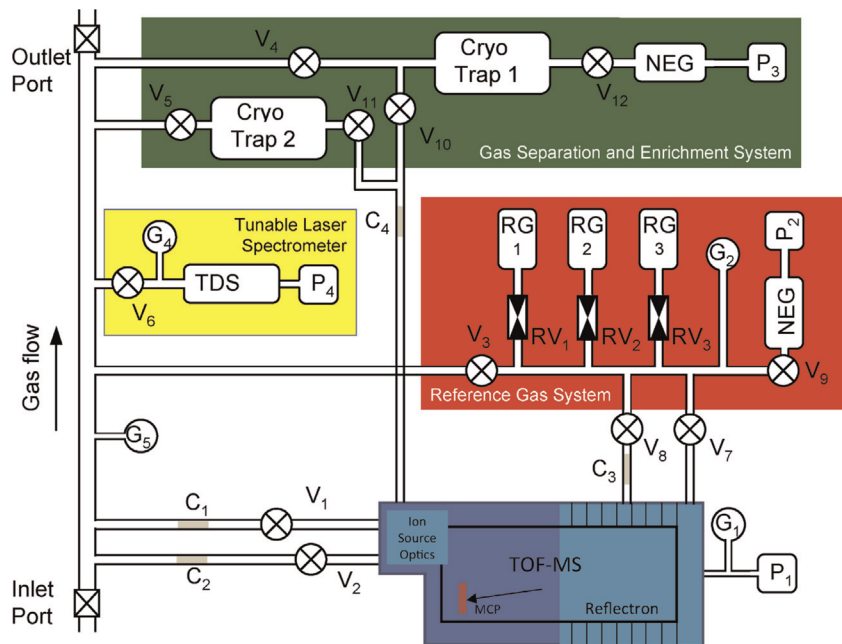 Outlet
Port
V4
Cryo
Trap 1
V12
NEG
P3
V5
Cryo
Trap 2
V11
V10
Gas Separation and Enrichment System
Tunable Laser
Spectrometer
G4
TDS
P4
V6
C4
RG
1
RG
2
RG
3
G2
P2
NEG
RV1
RV2
RV3
V3
V9
Reference Gas System
Gas flow
G5
V8
V7
C3
C1
V1
C2
V2
Ion
Source
Optics
TOF-MS
MCP
Reflectron
G1
P1
Inlet
Port